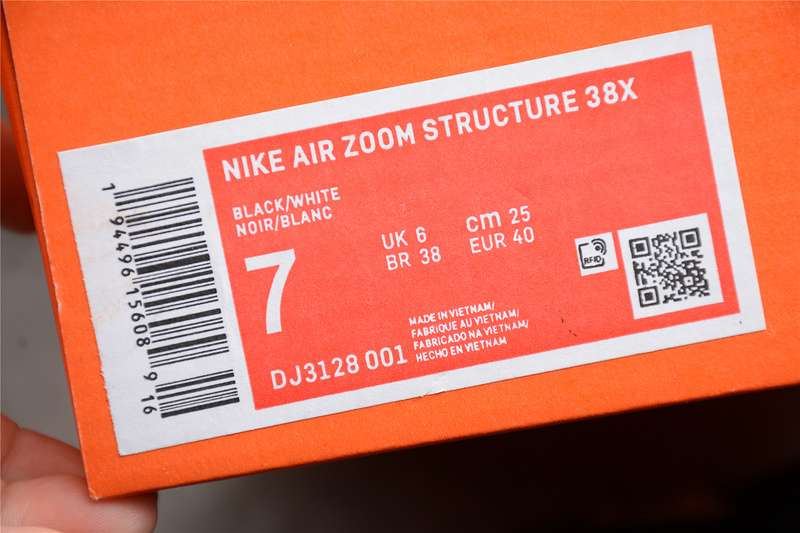 NIKE AIR ZOOM STRUCTURE 38X
BLACK/WHITE
NOIR/BLANC
7
UK 6
BR 38
cm 25
EUR 40
RFID
DJ3128 001
MADE IN VIETNAM/
FABRIQUÉ AU VIETNAM/
FABRICADO NA VIETNAM/
HECHO EN VIETNAM
1 94496 15608 9 16